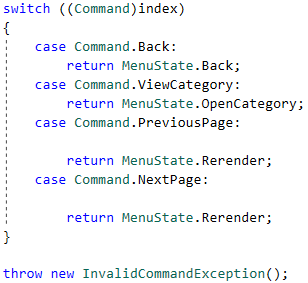 switch ((Command)index)
{
    case Command.Back:
        return MenuState.Back;
    case Command.ViewCategory:
        return MenuState.OpenCategory;
    case Command.PreviousPage:

        return MenuState.Rerender;
    case Command.NextPage:

        return MenuState.Rerender;
}

throw new InvalidCommandException();